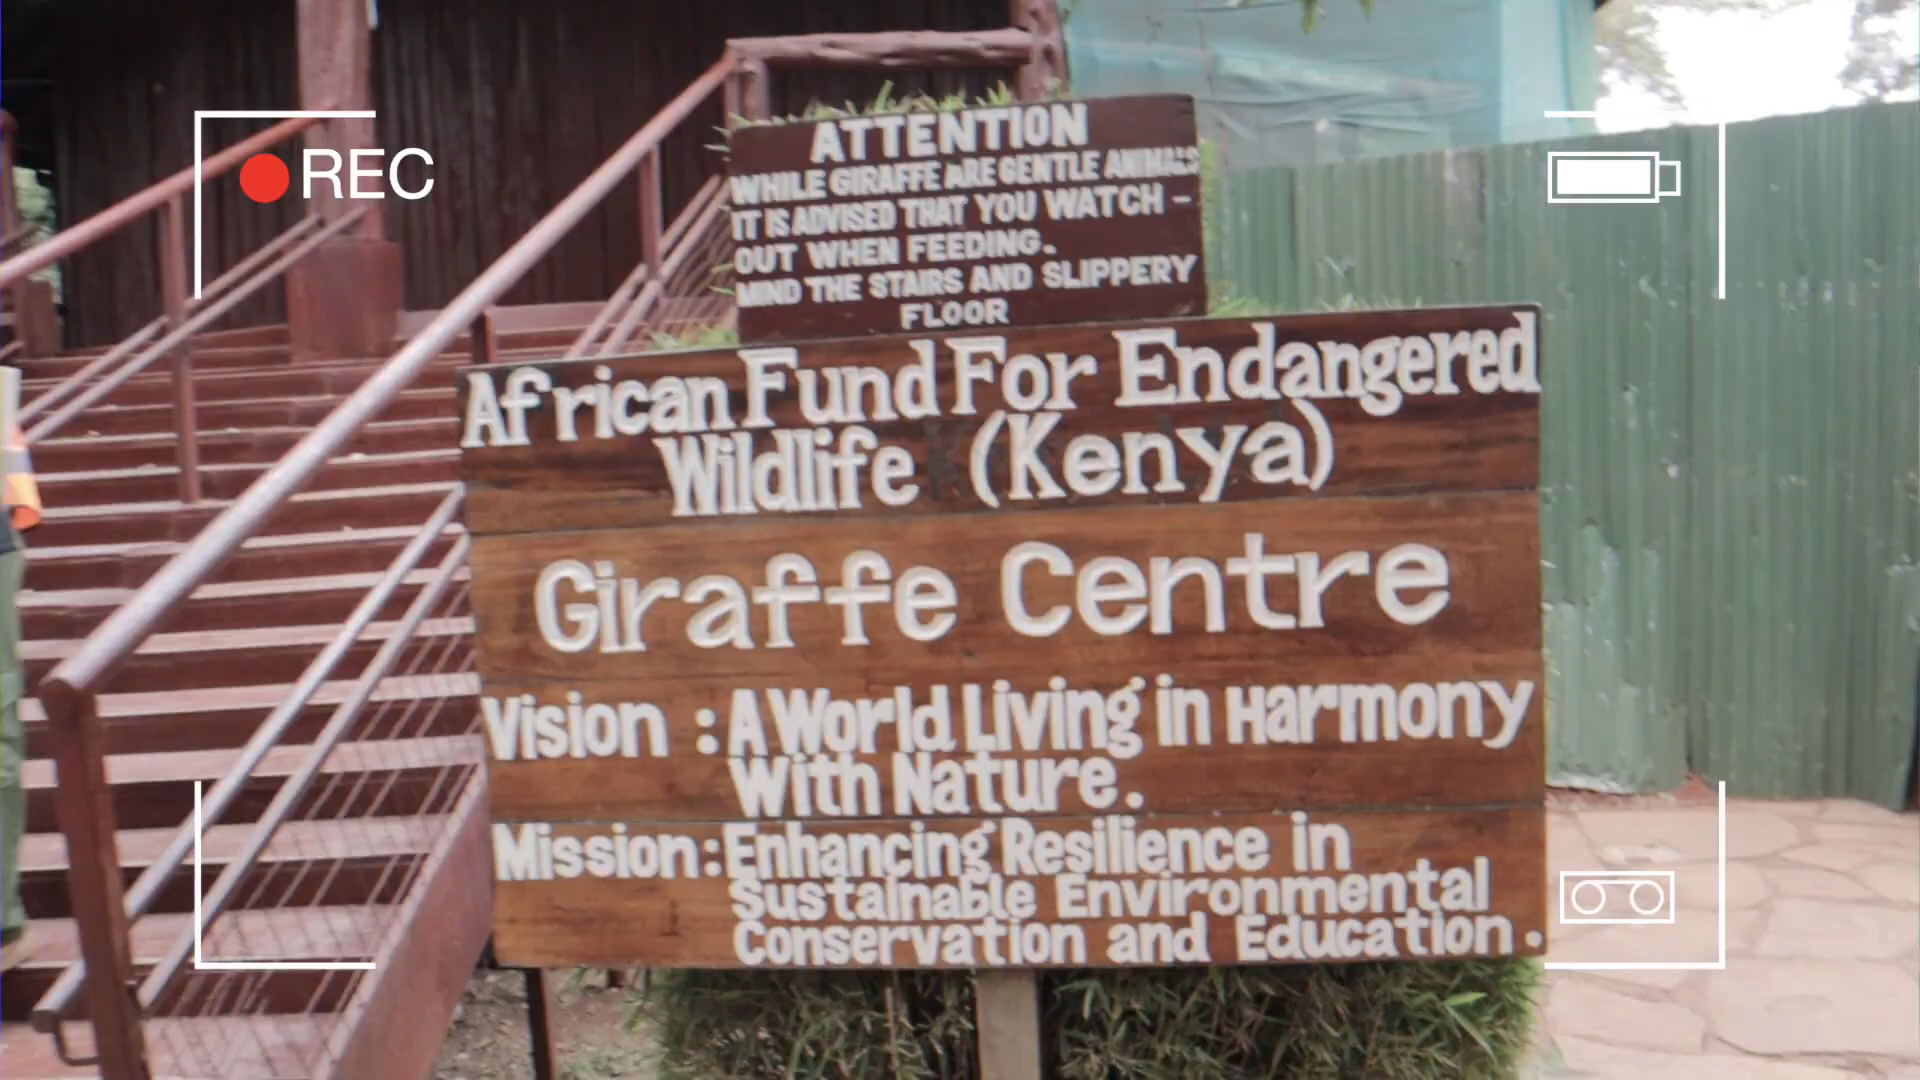 REC
ATTENTION
WHILE GIRAFFE ARE GENTLE ANIMALS
IT IS ADVISED THAT YOU WATCH -
OUT WHEN FEEDING.
MIND THE STAIRS AND SLIPPERY
FLOOR
African Fund For Endangered
Wildlife (Kenya)
Giraffe Centre
Vision : A World Living in Harmony
With Nature.
Mission: Enhancing Resilience in
Sustainable Environmental
Conservation and Education.